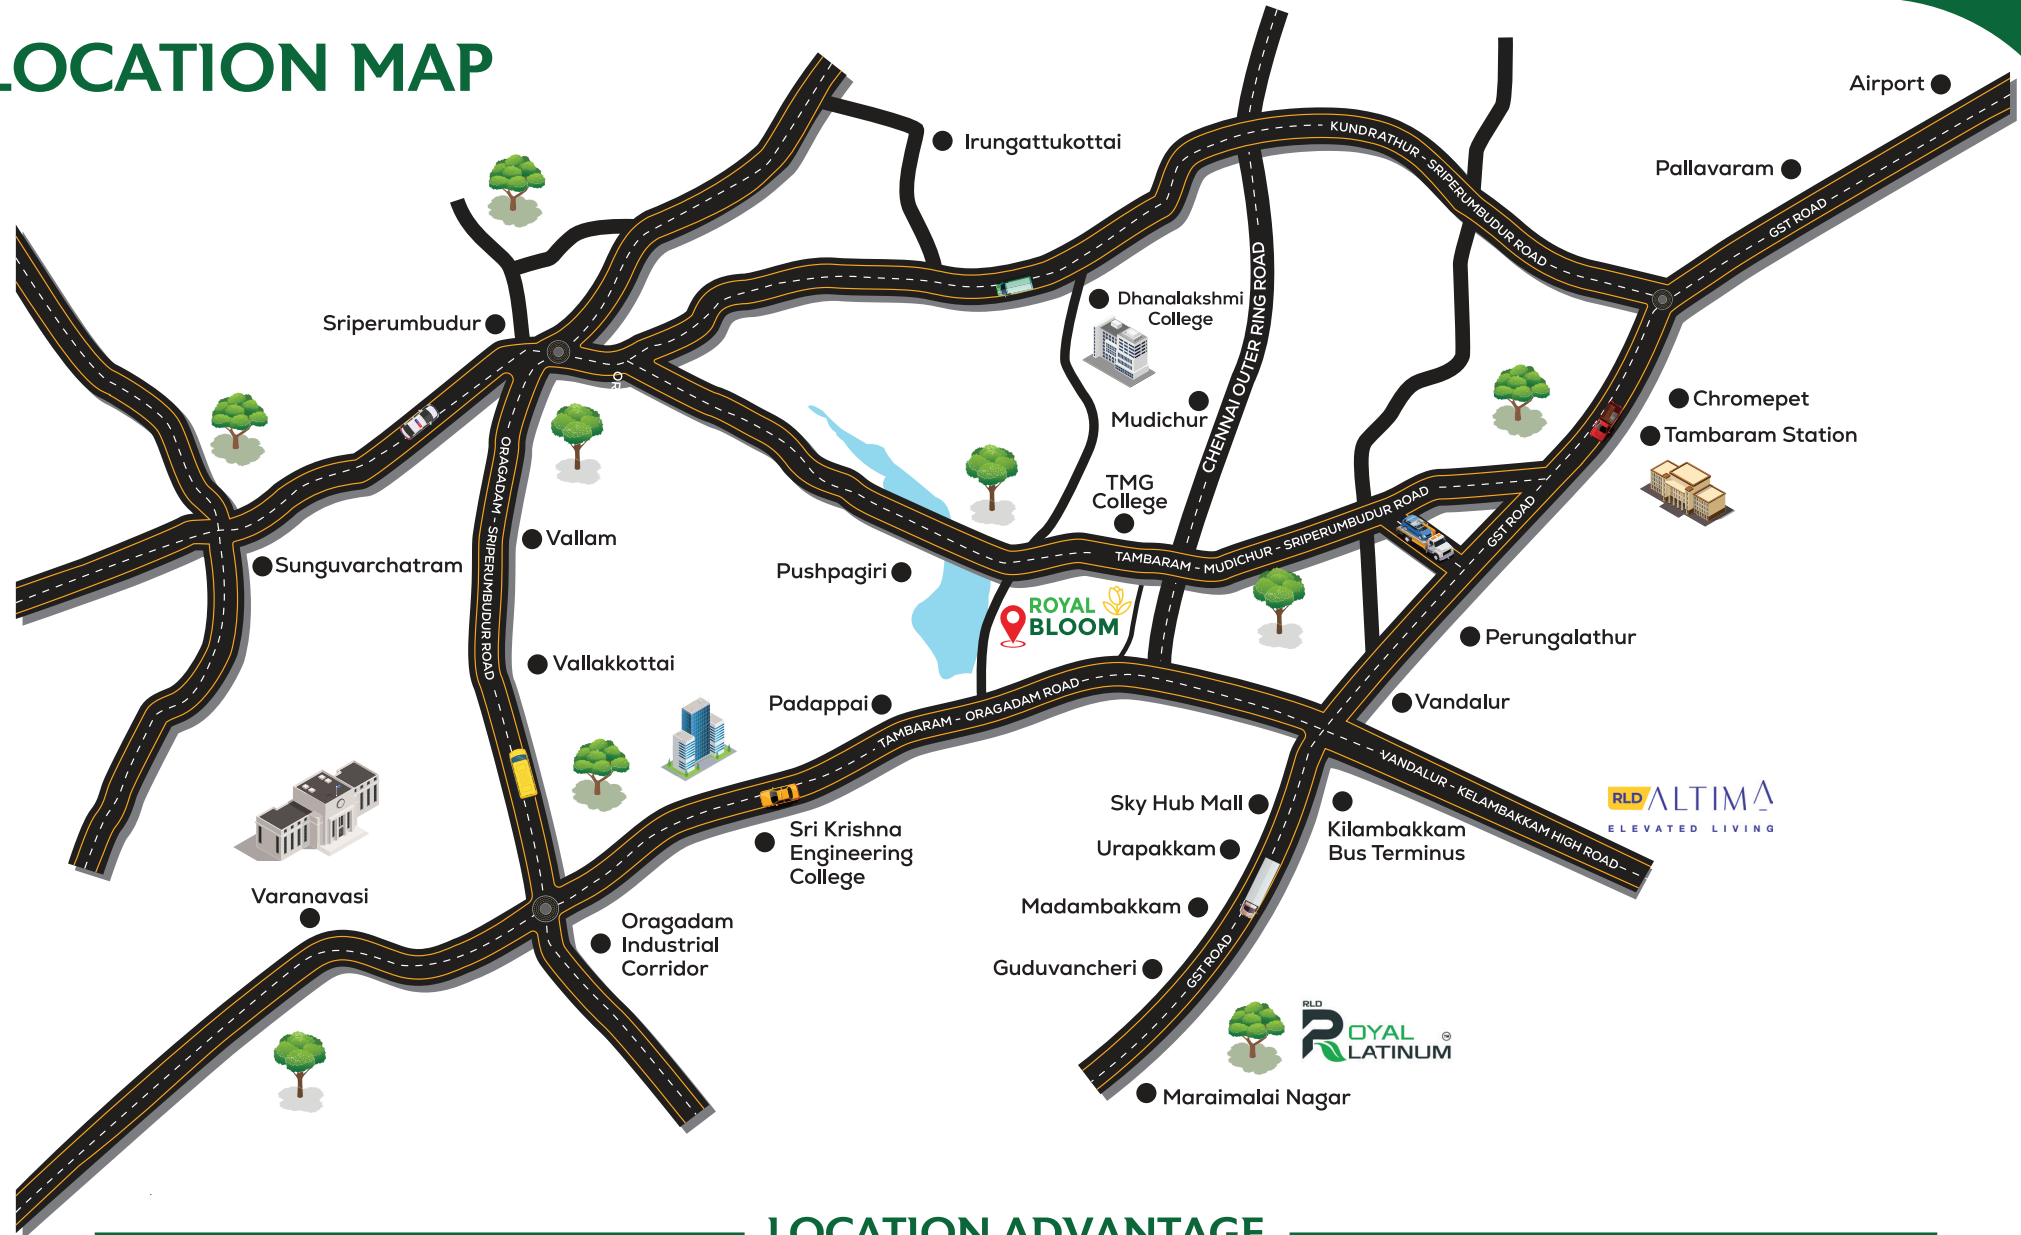 LOCATION MAP
Airport
Irungattukottai
KUNDRATHUR - SRIPERUMBUDUR ROAD
Pallavaram
GST ROAD
Sriperumbudur
Dhanalakshmi
College
CHENNAI OUTER RING ROAD
OR
Chromepet
Mudichur
Tambaram Station
ORAGADAM - SRIPERUMBUDUR ROAD
TMG
College
Vallam
Sunguvarchatram
Pushpagiri
TAMBARAM - MUDICHUR - SRIPERUMBUDUR ROAD
GST ROAD
ROYAL
BLOOM
Perungalathur
Vallakkottai
Padappai
TAMBARAM - ORAGADAM ROAD
Vandalur
VANDALUR - KELAMBAKKAM HIGH ROAD
RLD ALTIMA
ELEVATED LIVING
Sky Hub Mall
Kilambakkam
Bus Terminus
Sri Krishna
Engineering
College
Urapakkam
Varanavasi
Madambakkam
Oragadam
Industrial
Corridor
Guduvancheri
GST ROAD
RLD
ROYAL
PLATINUM
TM
Maraimalai Nagar
LOCATION ADVANTAGE